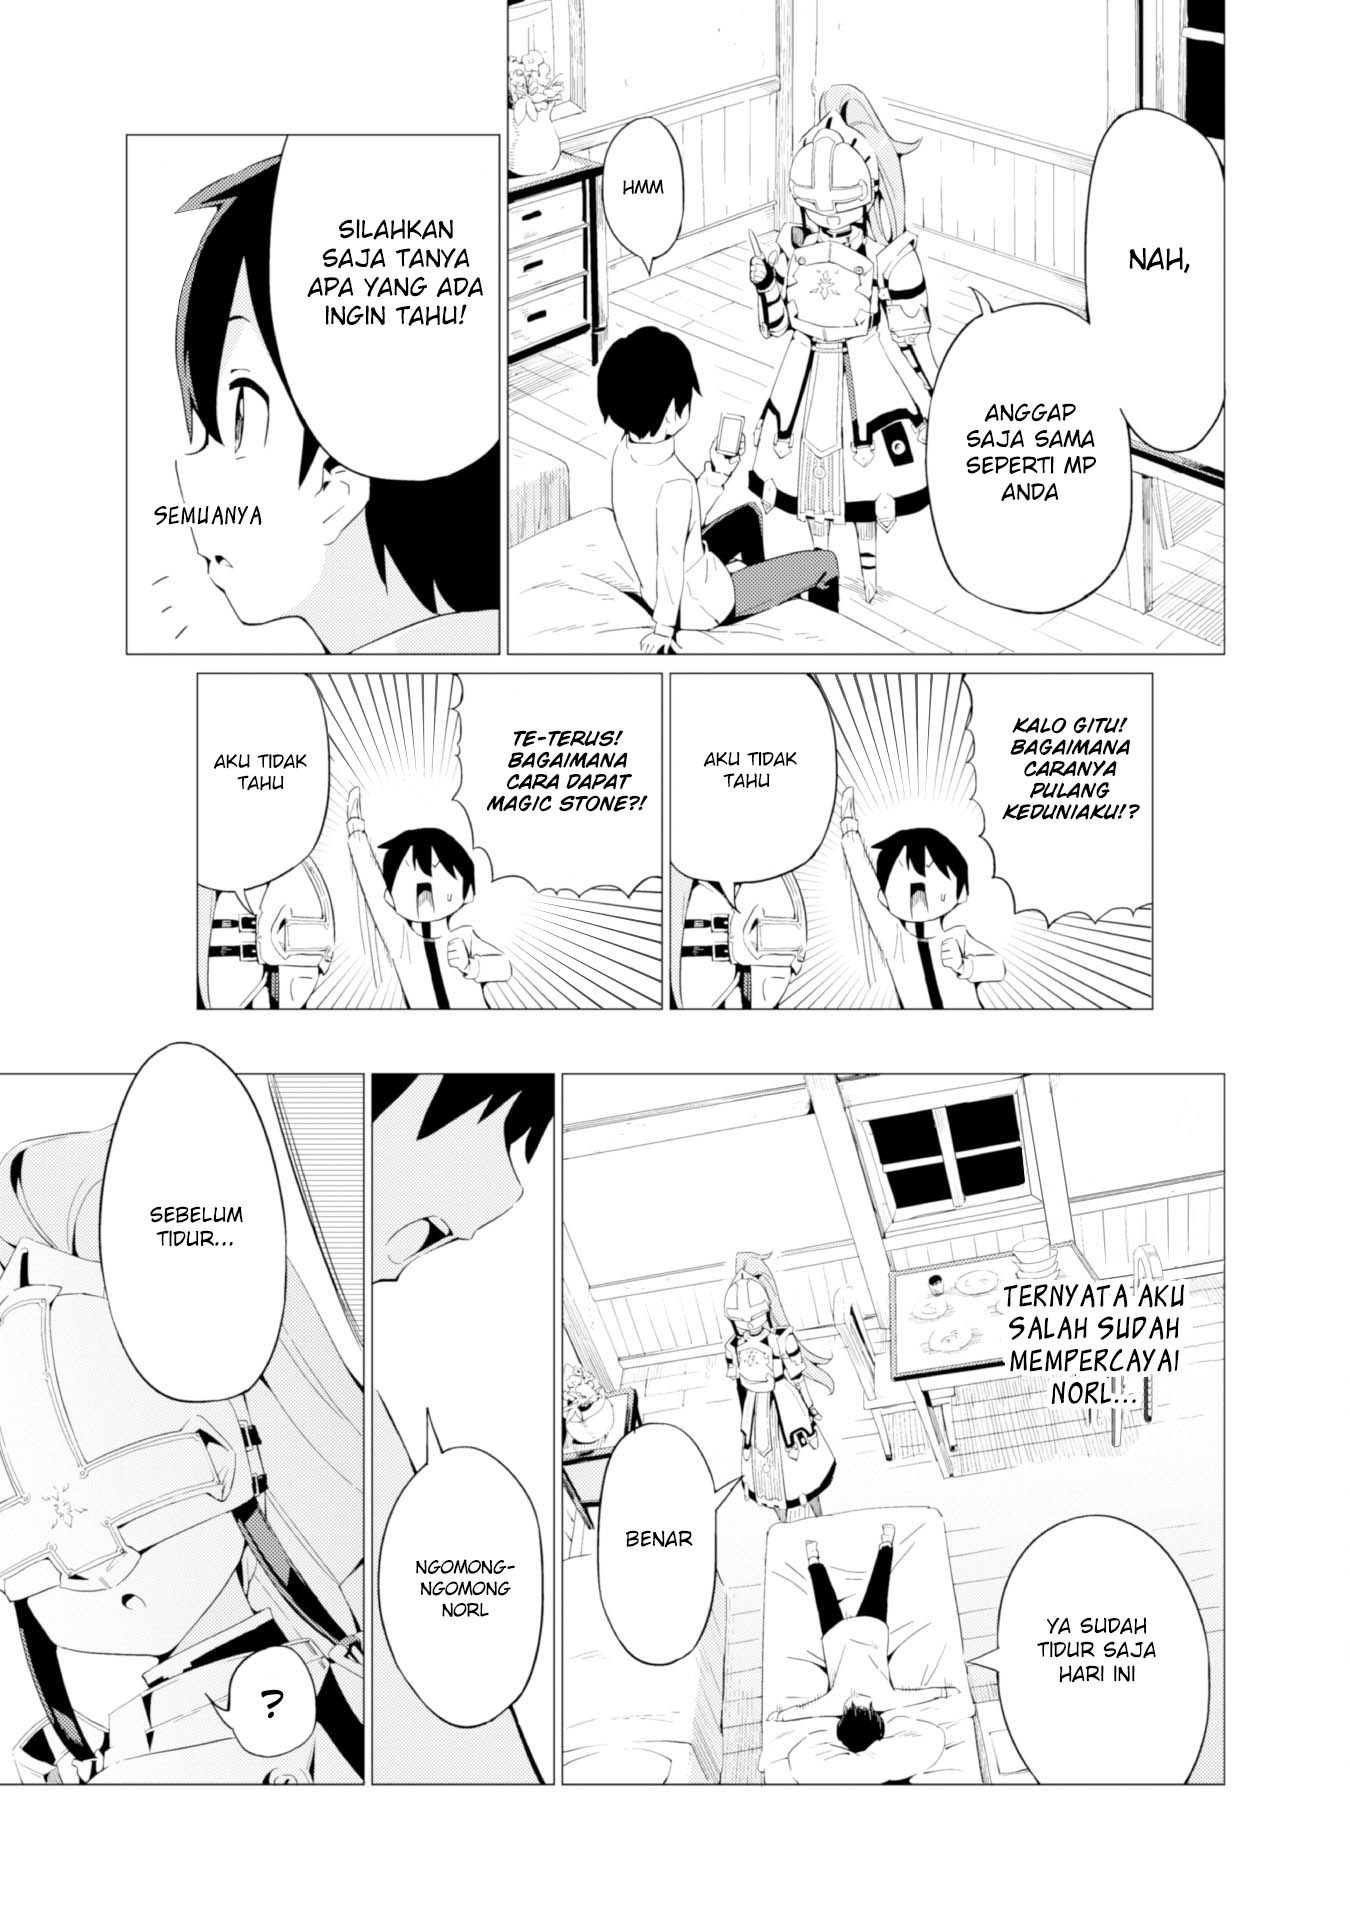 NAH,
HMM
ANGGAP
SAJA SAMA
SEPERTI MP
ANDA
SILAHKAN
SAJA TANYA
APA YANG ADA
INGIN TAHU!
SEMUANYA
KALO GITU!
BAGAIMANA
CARANYA
PULANG
KEDUNIAKU!?
AKU TIDAK
TAHU
TE-TERUS!
BAGAIMANA
CARA DAPAT
MAGIC STONE?!
AKU TIDAK
TAHU
TERNYATA AKU
SALAH SUDAH
MEMPERCAYAI
NORL...
YA SUDAH
TIDUR SAJA
HARI INI
BENAR
NGOMONG-
NGOMONG
NORL
SEBELUM
TIDUR...
?